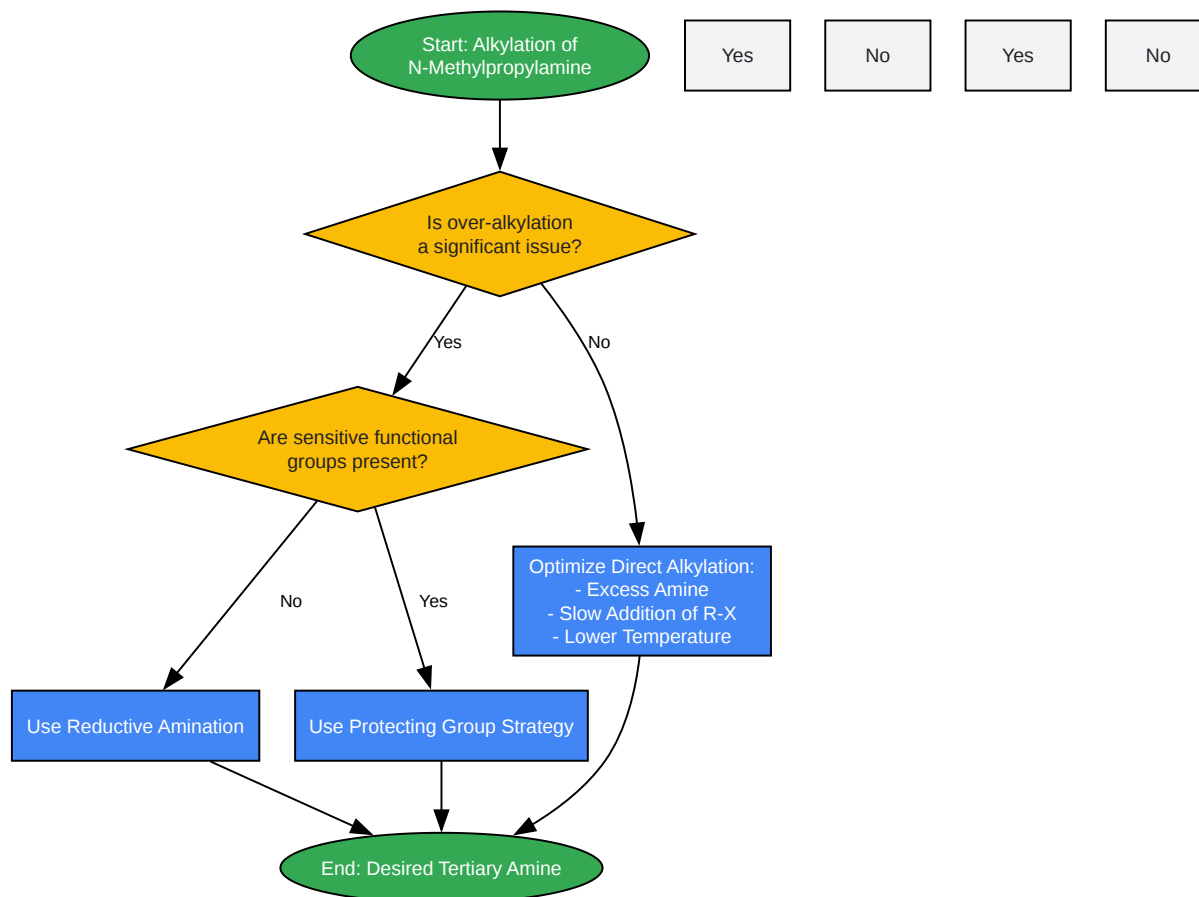 Start: Alkylation of
N-Methylpropylamine
Yes
No
Yes
No
Is over-alkylation
a significant issue?
Yes
No
Are sensitive functional
groups present?
No
Yes
Optimize Direct Alkylation:
- Excess Amine
- Slow Addition of R-X
- Lower Temperature
Use Reductive Amination
Use Protecting Group Strategy
End: Desired Tertiary Amine